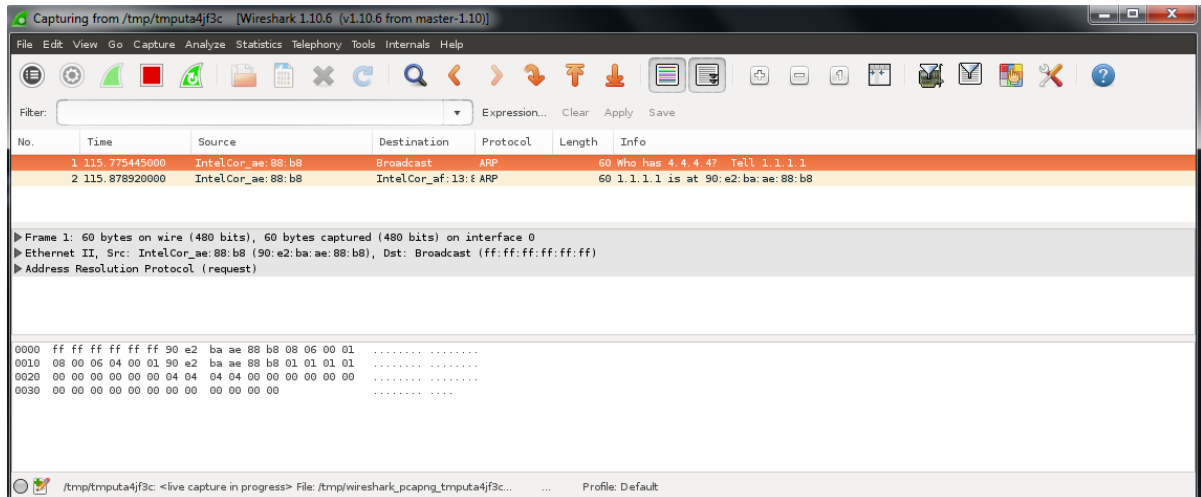 Capturing from /tmp/tmputa4jf3c [Wireshark 1.10.6 (v1.10.6 from master-1.10)]
File Edit View Go Capture Analyze Statistics Telephony Tools Internals Help
Filter: Expression... Clear Apply Save
No. Time Source Destination Protocol Length Info
1 115.775445000 IntelCor_ae:88:b8 Broadcast ARP 60 Who has 4.4.4.4? Tell 1.1.1.1
2 115.878920000 IntelCor_ae:88:b8 IntelCor_af:13:8 ARP 60 1.1.1.1 is at 90:e2:ba:ae:88:b8
Frame 1: 60 bytes on wire (480 bits), 60 bytes captured (480 bits) on interface 0
Ethernet II, Src: IntelCor_ae:88:b8 (90:e2:ba:ae:88:b8), Dst: Broadcast (ff:ff:ff:ff:ff:ff)
Address Resolution Protocol (request)
0000 ff ff ff ff ff ff 90 e2 ba ae 88 b8 08 06 00 01 ........ ........
0010 08 00 06 04 00 01 90 e2 ba ae 88 b8 01 01 01 01 ........ ........
0020 00 00 00 00 00 00 04 04 04 04 00 00 00 00 00 00 ........ ........
0030 00 00 00 00 00 00 00 00 00 00 00 00 ........ ....
/tmp/tmputa4jf3c: <live capture in progress> File: /tmp/wireshark_pcapng_tmputa4jf3c... ... Profile: Default